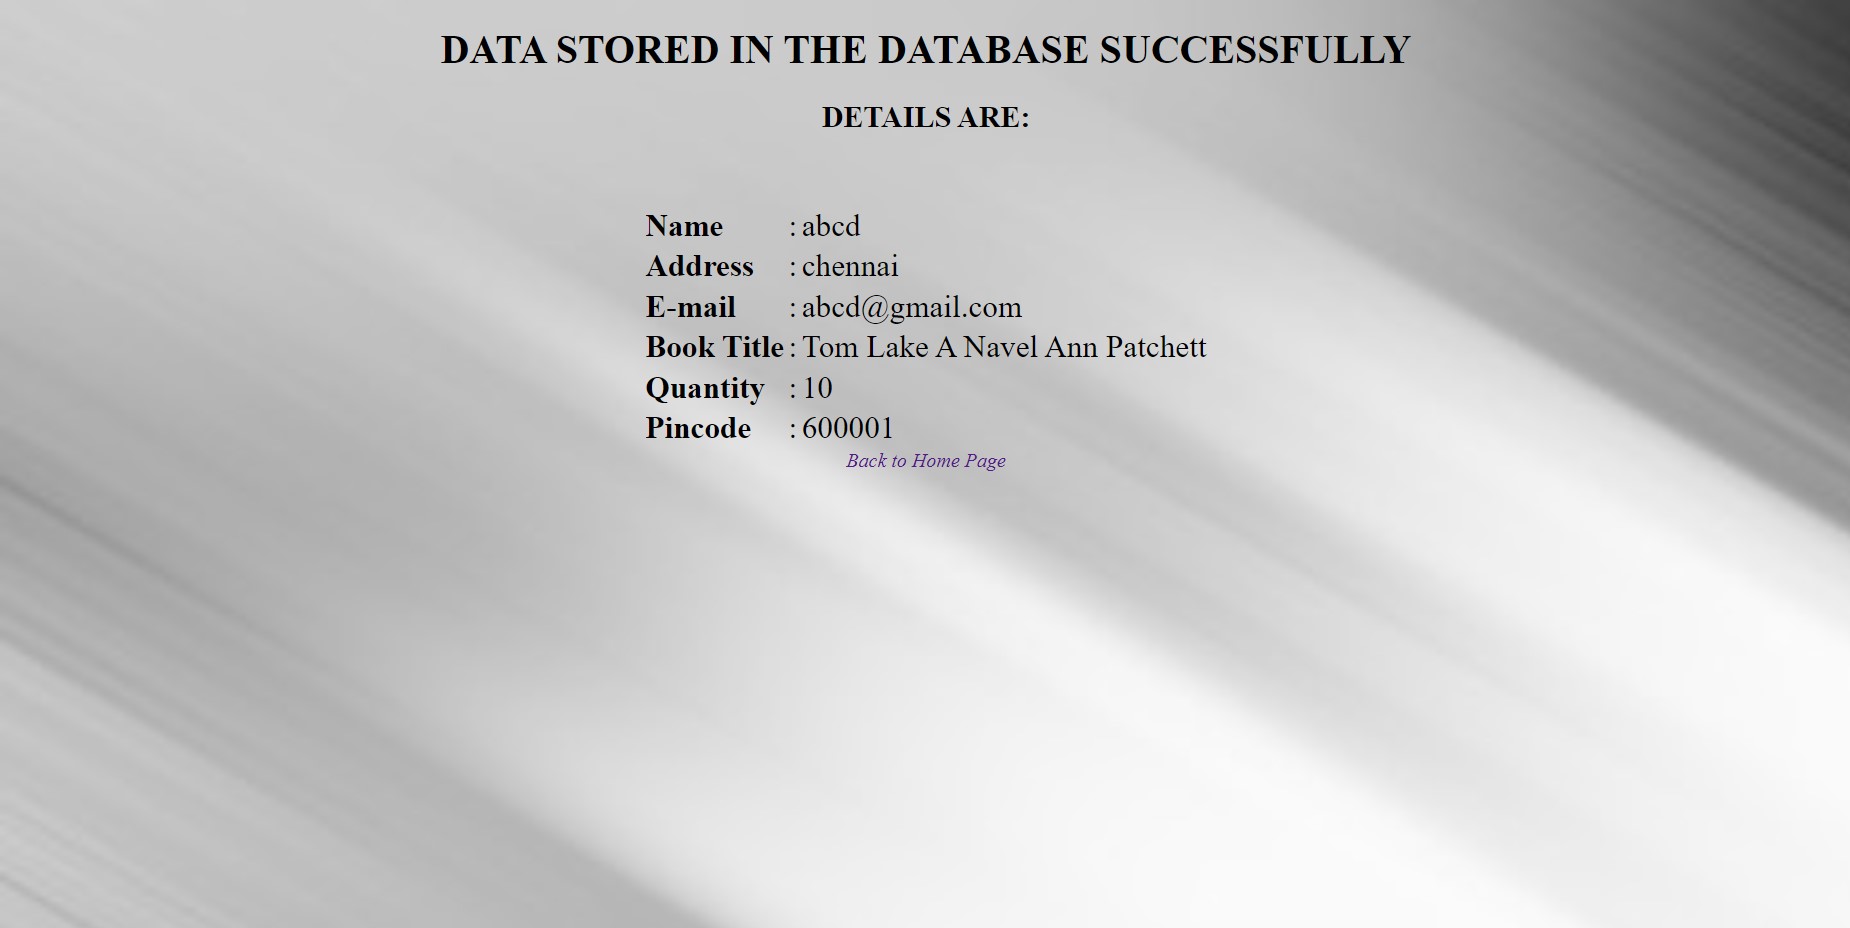 DATA STORED IN THE DATABASE SUCCESSFULLY
DETAILS ARE:
Name : abcd
Address : chennai
E-mail : abcd@gmail.com
Book Title : Tom Lake A Navel Ann Patchett
Quantity : 10
Pincode : 600001
Back to Home Page